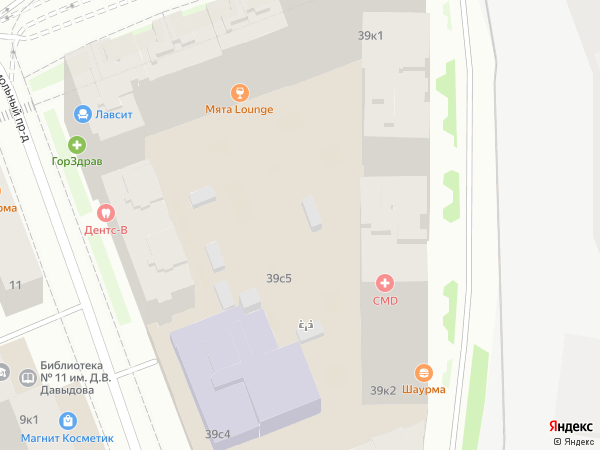 39к1
Мята Lounge
Лавсит
ГорЗдрав
Дентс-В
11
39с5
CMD
Библиотека
№ 11 им. Д.В.
Давыдова
Шаурма
39к2
9к1
Магнит Косметик
39с4
Яндекс
© Яндекс